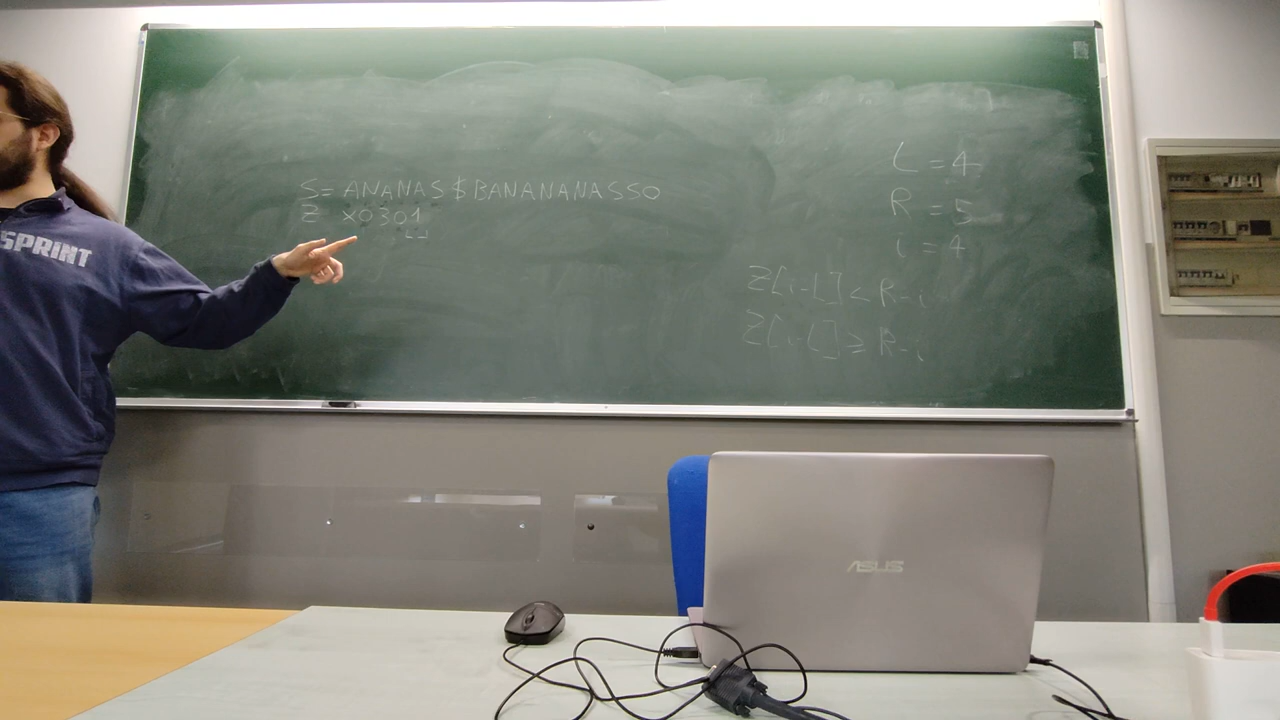 S= ANANAS$BANANANASSO
Z X0301
L = 4
R = 5
i = 4
Z[i-L] < R-i
Z[i-L] ≥ R-i
SPRINT
ASUS